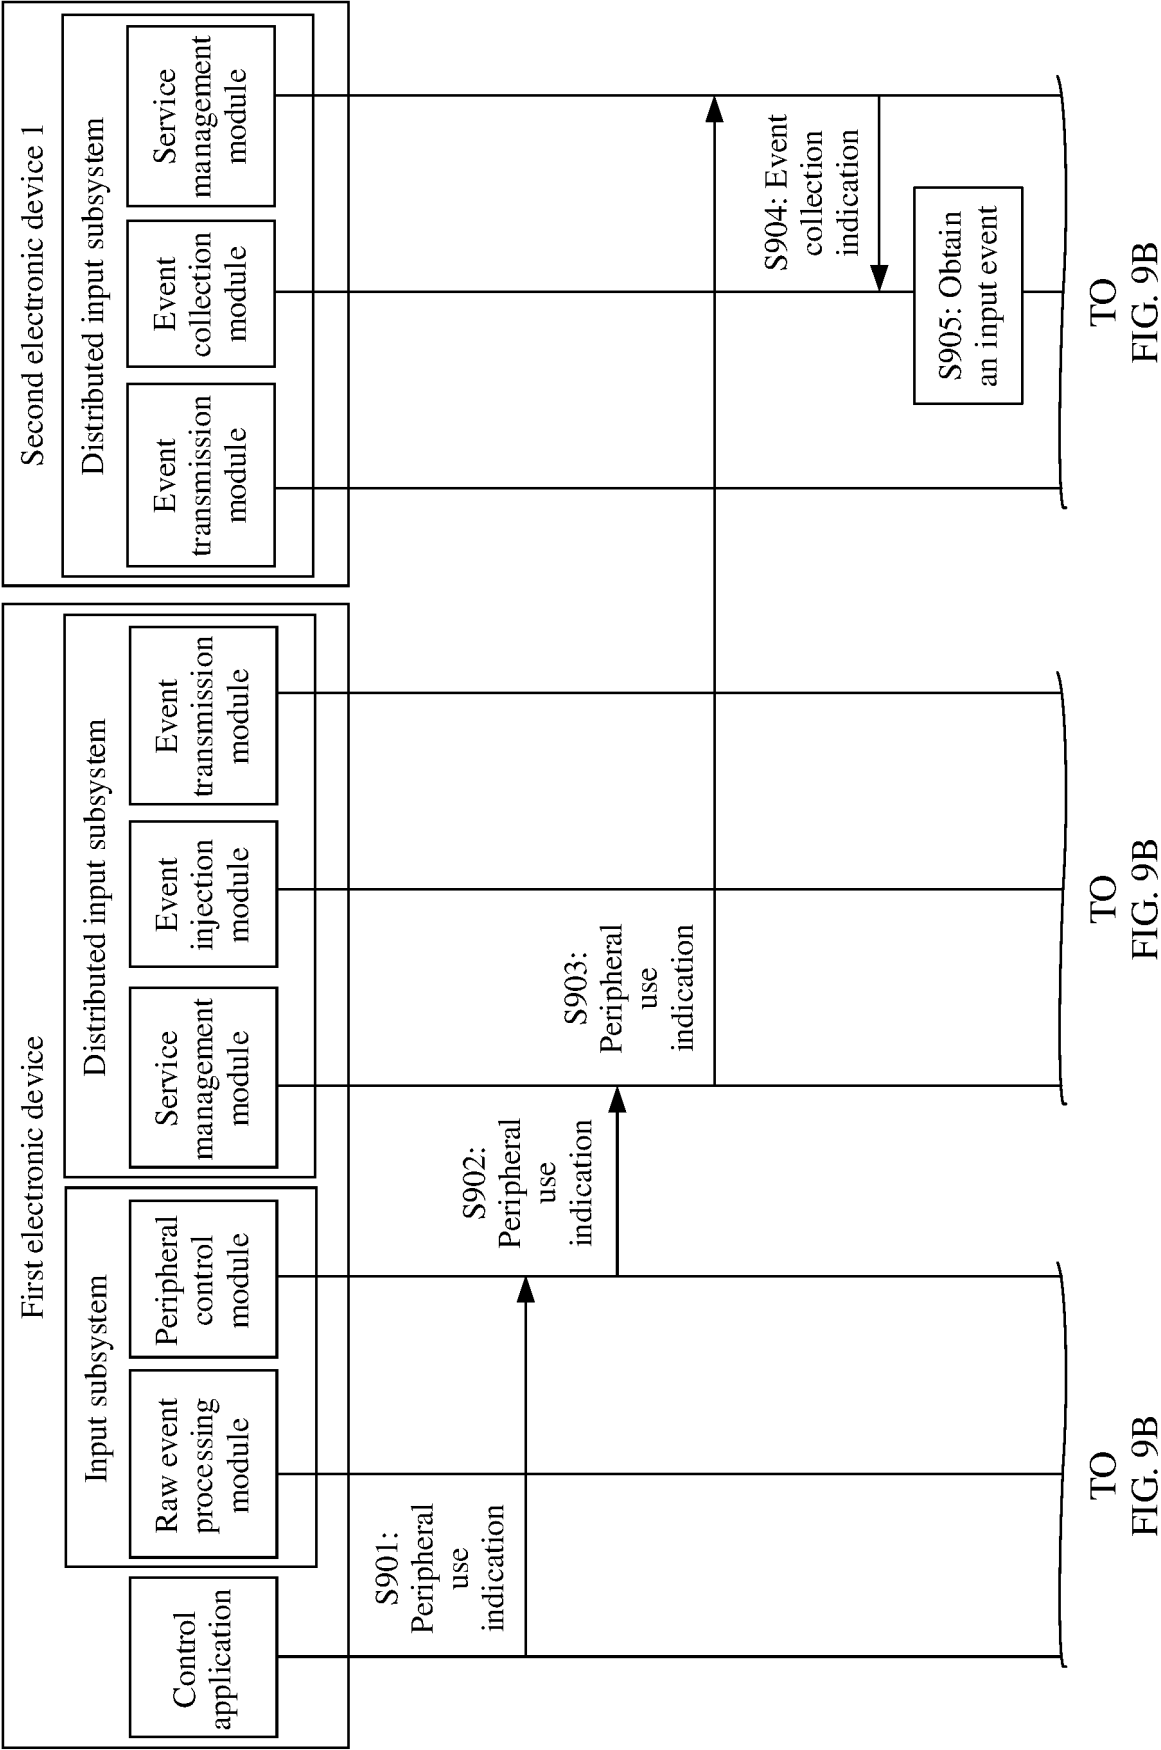 First electronic device
Second electronic device 1
Input subsystem
Distributed input subsystem
Distributed input subsystem
Control
application
Raw event
processing
module
Peripheral
control
module
Service
management
module
Event
injection
module
Event
transmission
module
Event
transmission
module
Event
collection
module
Service
management
module
S901:
Peripheral
use
indication
S902:
Peripheral
use
indication
S903:
Peripheral
use
indication
S904: Event
collection
indication
S905: Obtain
an input event
TO
FIG. 9B
TO
FIG. 9B
TO
FIG. 9B